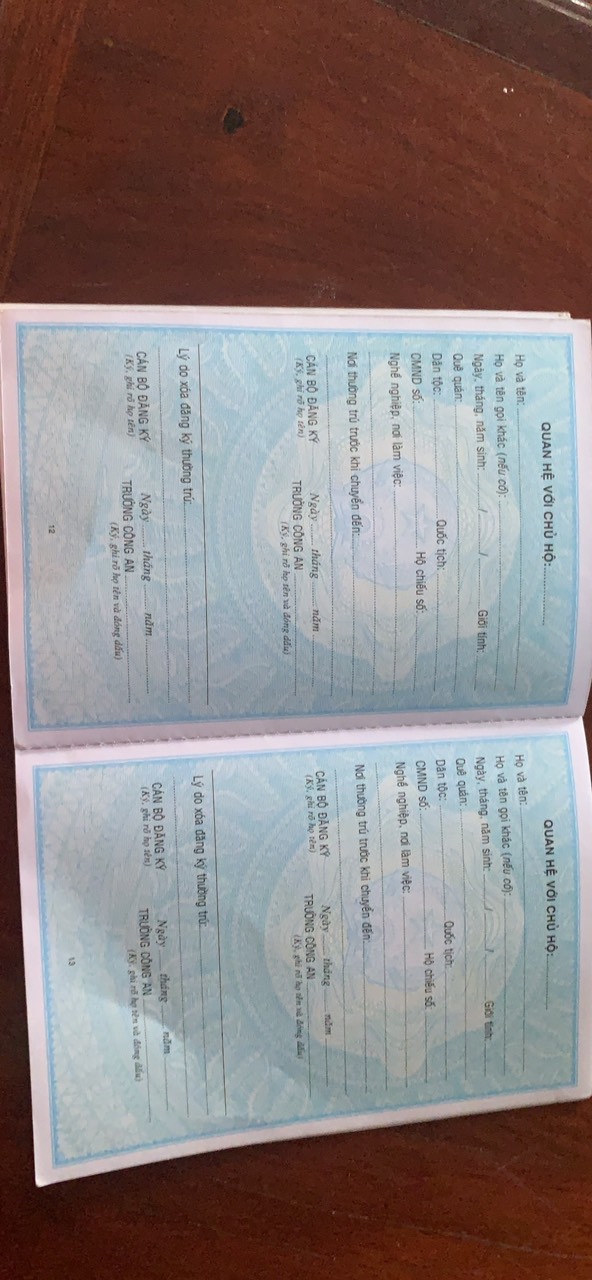 QUAN HỆ VỚI CHỦ HỘ:
Họ và tên:
Họ và tên gọi khác (nếu có):
Ngày, tháng, năm sinh: / / Giới tính:
Quê quán:
Dân tộc: Quốc tịch:
CMND số: Hộ chiếu số:
Nghề nghiệp, nơi làm việc:
Nơi thường trú trước khi chuyển đến:
Ngày tháng năm
CÁN BỘ ĐĂNG KÝ TRƯỞNG CÔNG AN
(Ký, ghi rõ họ tên) (Ký, ghi rõ họ tên và đóng dấu)
Lý do xóa đăng ký thường trú:
Ngày tháng năm
CÁN BỘ ĐĂNG KÝ TRƯỞNG CÔNG AN
(Ký, ghi rõ họ tên) (Ký, ghi rõ họ tên và đóng dấu)
12
QUAN HỆ VỚI CHỦ HỘ:
Họ và tên:
Họ và tên gọi khác (nếu có):
Ngày, tháng, năm sinh: / / Giới tính:
Quê quán:
Dân tộc: Quốc tịch:
CMND số: Hộ chiếu số:
Nghề nghiệp, nơi làm việc:
Nơi thường trú trước khi chuyển đến:
Ngày tháng năm
CÁN BỘ ĐĂNG KÝ TRƯỞNG CÔNG AN
(Ký, ghi rõ họ tên) (Ký, ghi rõ họ tên và đóng dấu)
Lý do xóa đăng ký thường trú:
Ngày tháng năm
CÁN BỘ ĐĂNG KÝ TRƯỞNG CÔNG AN
(Ký, ghi rõ họ tên) (Ký, ghi rõ họ tên và đóng dấu)
13